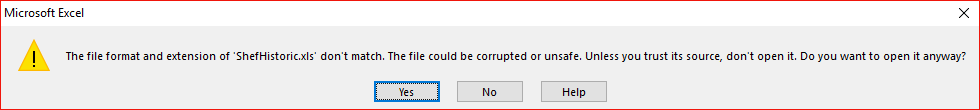 Microsoft Excel
The file format and extension of 'ShefHistoric.xls' don't match. The file could be corrupted or unsafe. Unless you trust its source, don't open it. Do you want to open it anyway?
Yes
No
Help